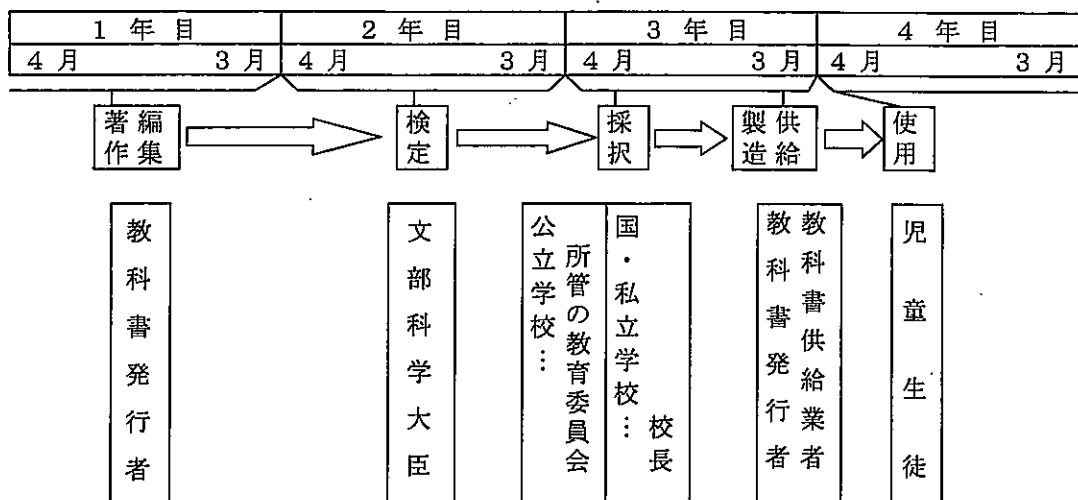 1年目
2年目
3年目
4年目
4月 3月
4月 3月
4月 3月
4月 3月
編集
著作
検定
採択
供給
製造
使用
教科書発行者
文部科学大臣
国・私立学校…
校長
公立学校…
所管の教育委員会
教科書供給業者
教科書発行者
児童生徒